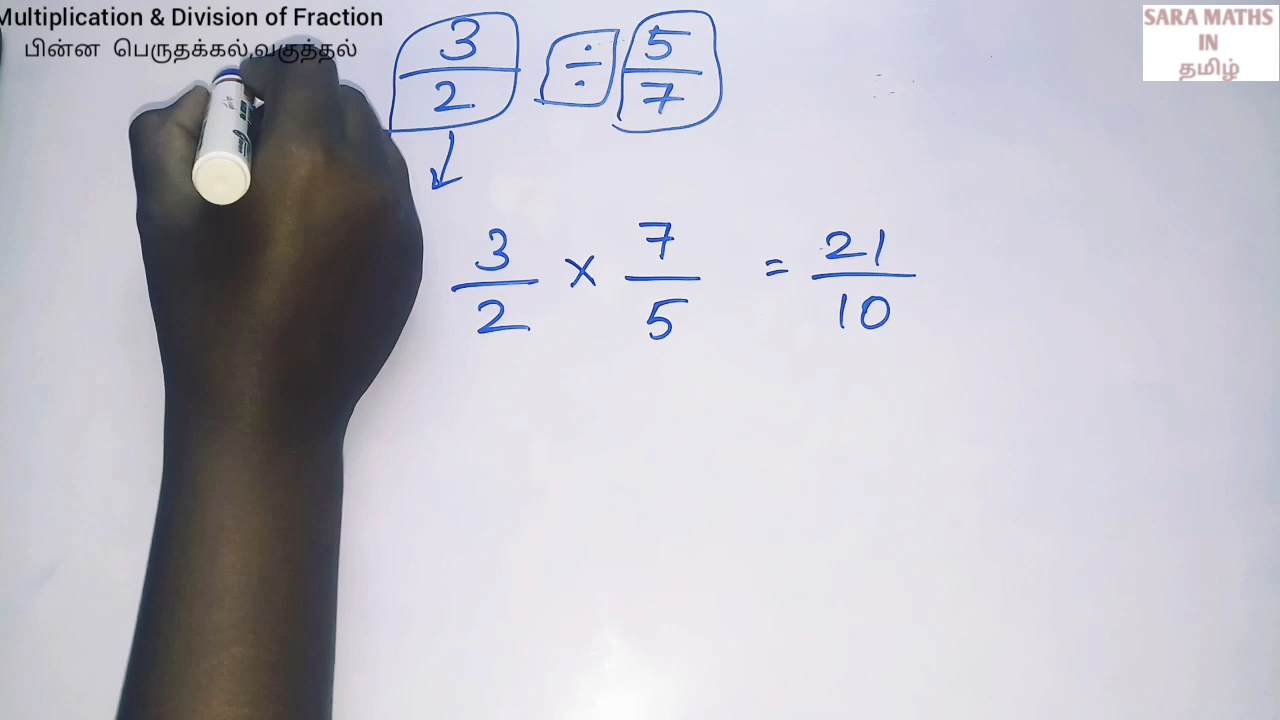 Multiplication & Division of Fraction
பின்ன பெருதக்கல்,வகுத்தல்
SARA MATHS
IN
தமிழ்
3/2 ÷ 5/7
3/2 × 7/5 = 21/10